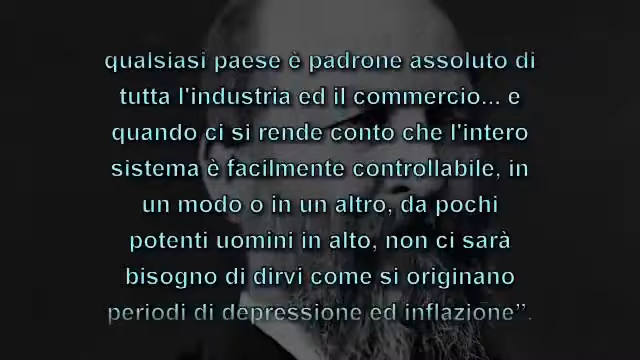 qualsiasi paese è padrone assoluto di
tutta l'industria ed il commercio... e
quando ci si rende conto che l'intero
sistema è facilmente controllabile, in
un modo o in un altro, da pochi
potenti uomini in alto, non ci sarà
bisogno di dirvi come si originano
periodi di depressione ed inflazione”.